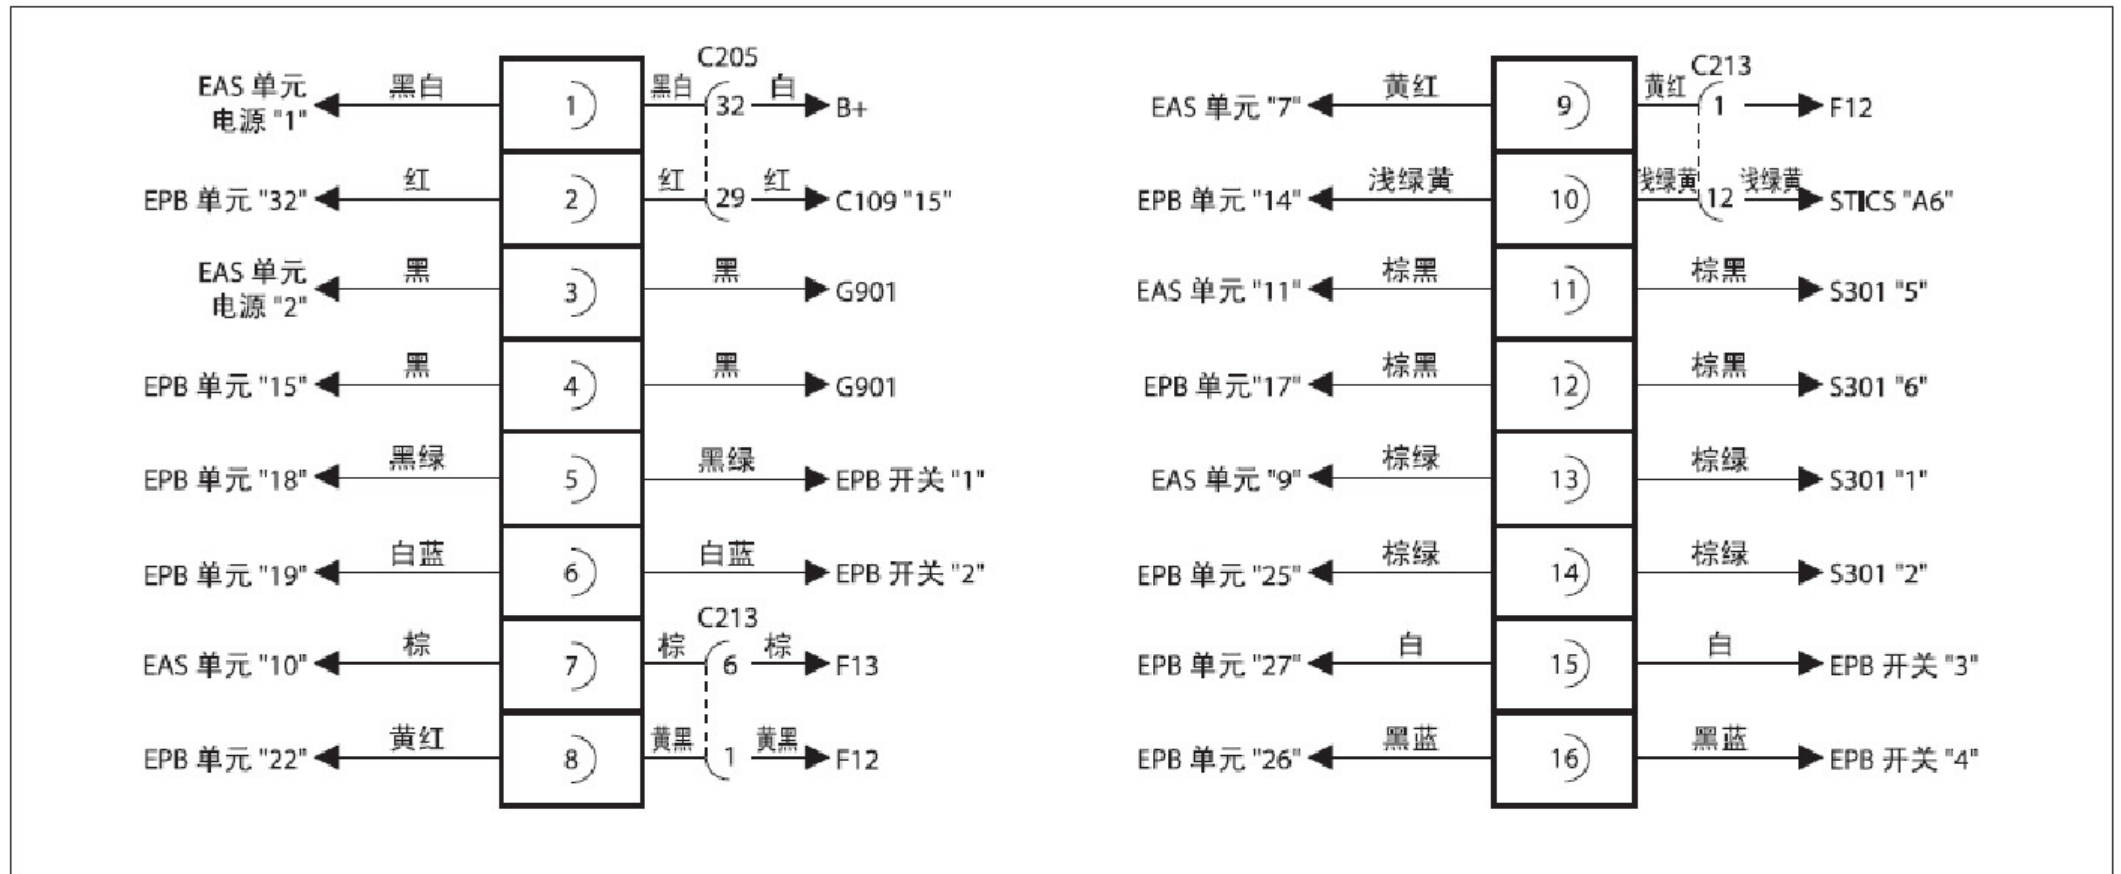 C205
EAS 单元
电源 "1"
黑白
1
黑白
32
白
B+
EPB 单元 "32"
红
2
红
29
红
C109 "15"
EAS 单元
电源 "2"
黑
3
黑
G901
EPB 单元 "15"
黑
4
黑
G901
EPB 单元 "18"
黑绿
5
黑绿
EPB 开关 "1"
EPB 单元 "19"
白蓝
6
白蓝
EPB 开关 "2"
C213
EAS 单元 "10"
棕
7
棕
6
棕
F13
EPB 单元 "22"
黄红
8
黄黑
1
黄黑
F12
C213
EAS 单元 "7"
黄红
9
黄红
1
F12
EPB 单元 "14"
浅绿黄
10
浅绿黄
12
浅绿黄
STICS "A6"
EAS 单元 "11"
棕黑
11
棕黑
S301 "5"
EPB 单元"17"
棕黑
12
棕黑
S301 "6"
EAS 单元 "9"
棕绿
13
棕绿
S301 "1"
EPB 单元 "25"
棕绿
14
棕绿
S301 "2"
EPB 单元 "27"
白
15
白
EPB 开关 "3"
EPB 单元 "26"
黑蓝
16
黑蓝
EPB 开关 "4"